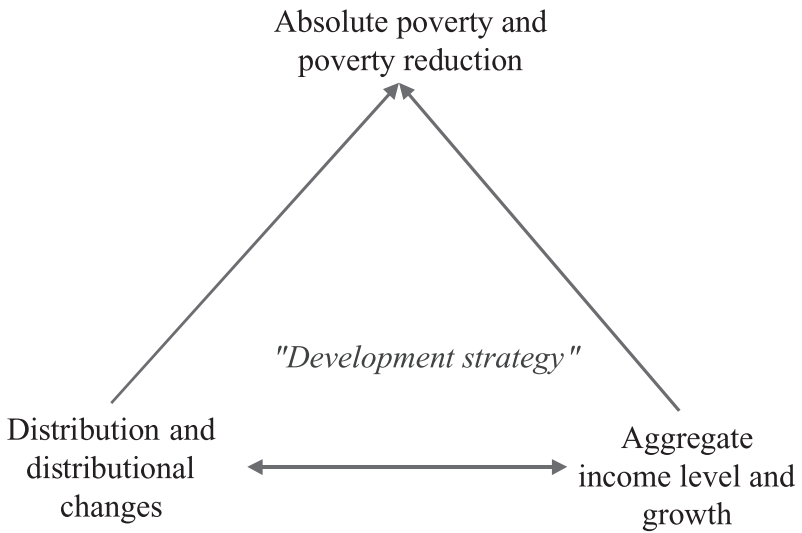 Absolute poverty and
poverty reduction
"Development strategy"
Distribution and
distributional
changes
Aggregate
income level and
growth